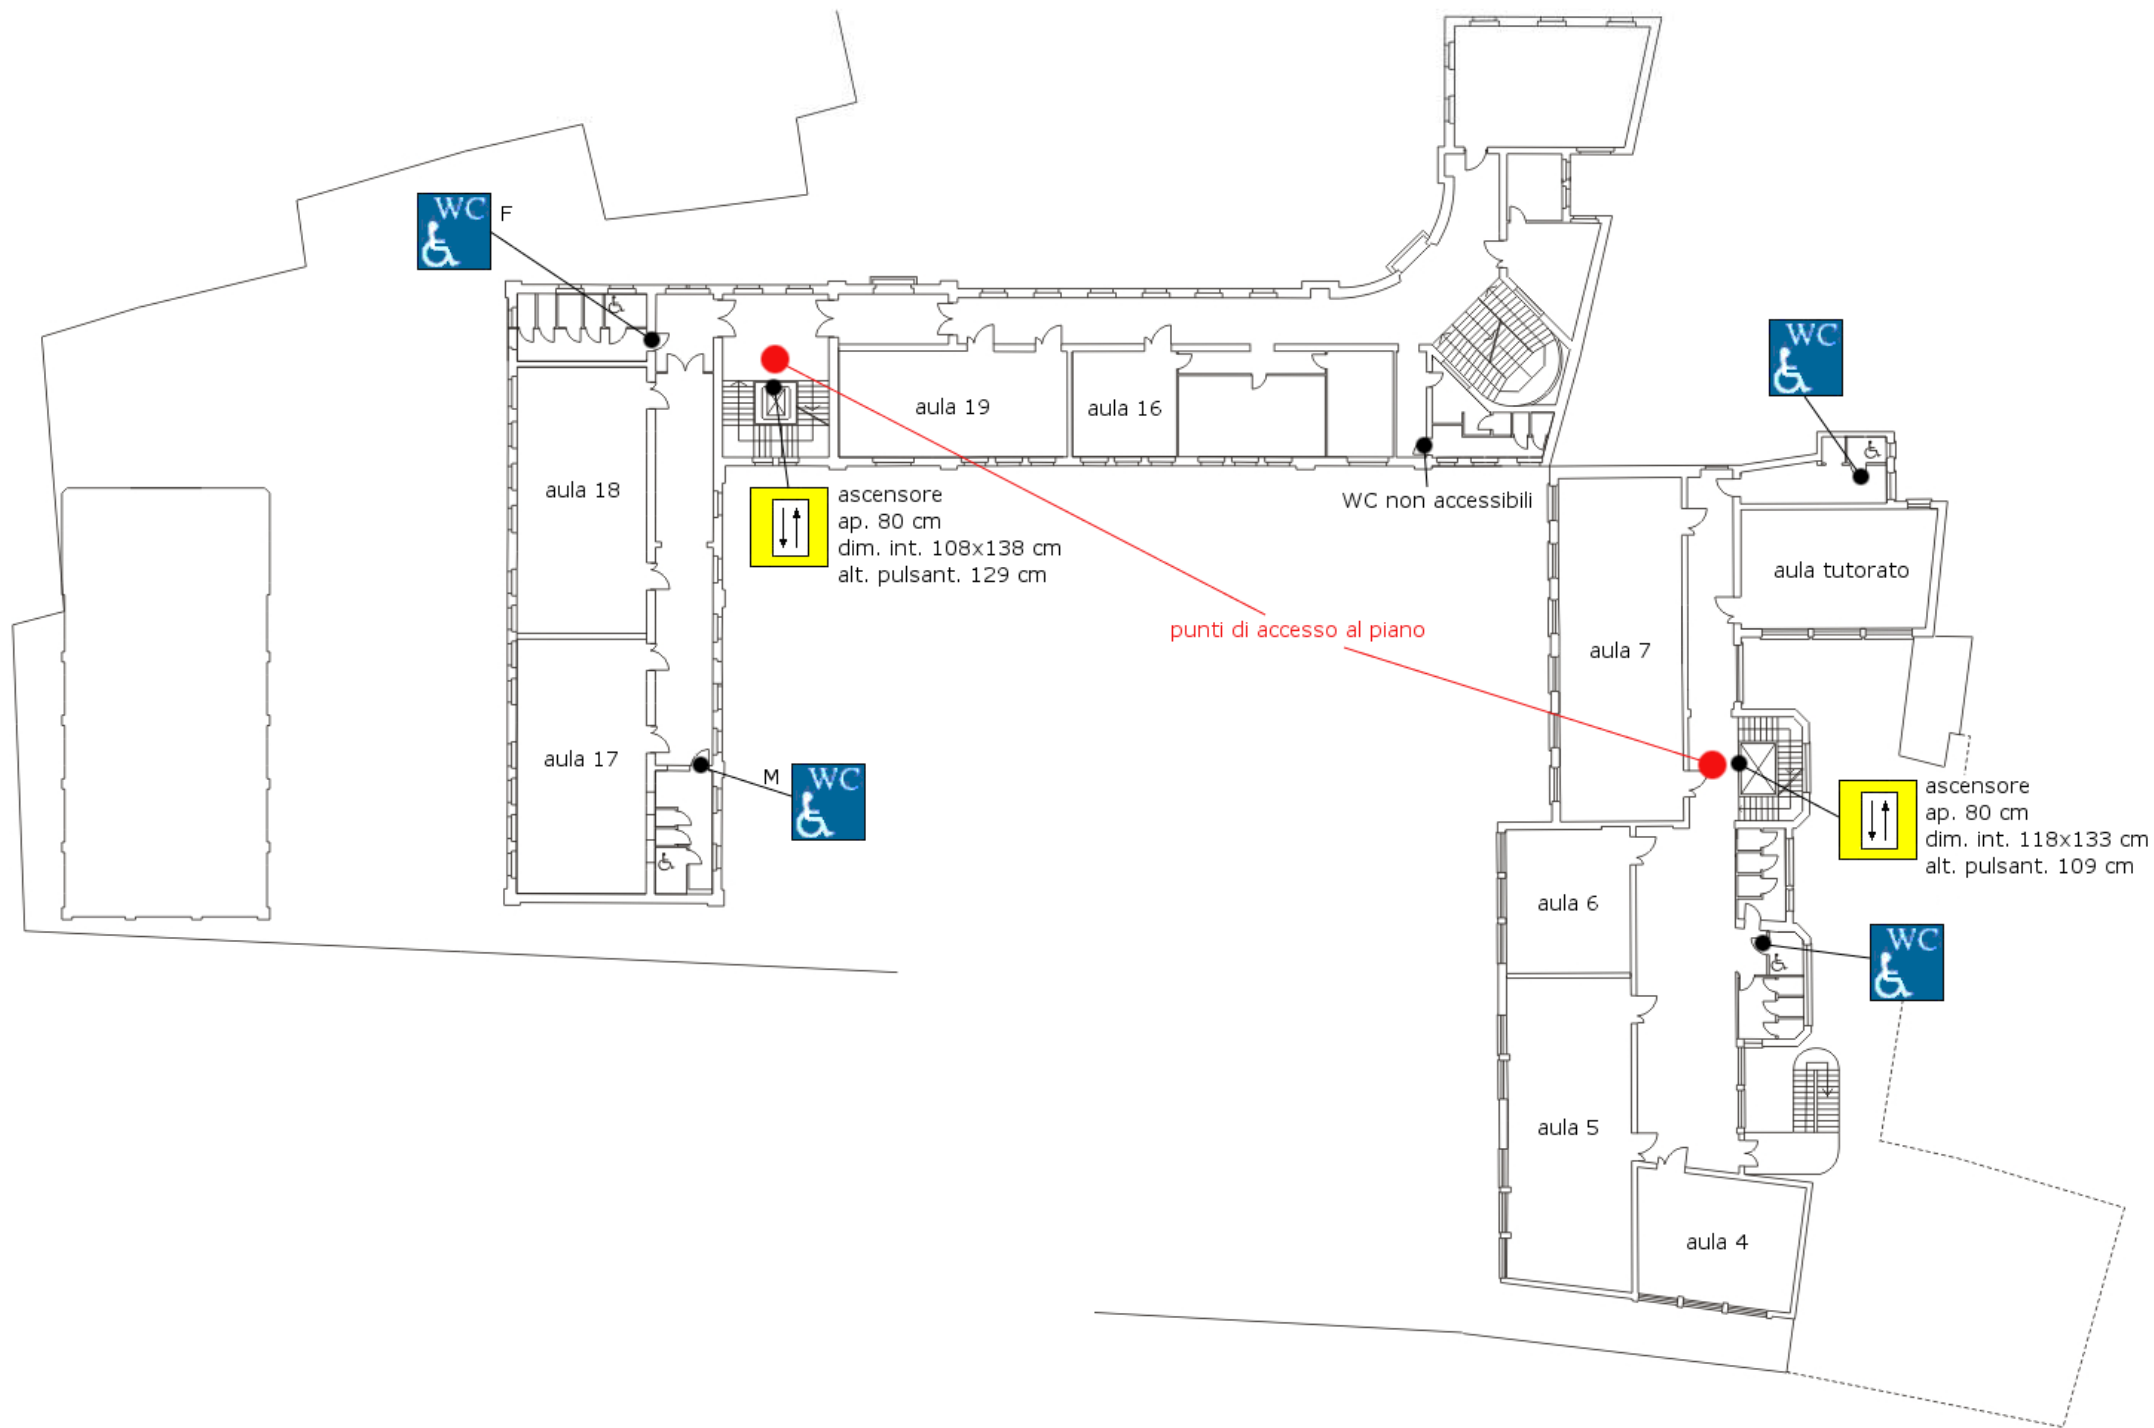 WC
F
WC
aula 19
aula 16
aula 18
ascensore
ap. 80 cm
dim. int. 108x138 cm
alt. pulsant. 129 cm
WC non accessibili
aula tutorato
punti di accesso al piano
aula 7
aula 17
M
WC
ascensore
ap. 80 cm
dim. int. 118x133 cm
alt. pulsant. 109 cm
aula 6
WC
aula 5
aula 4